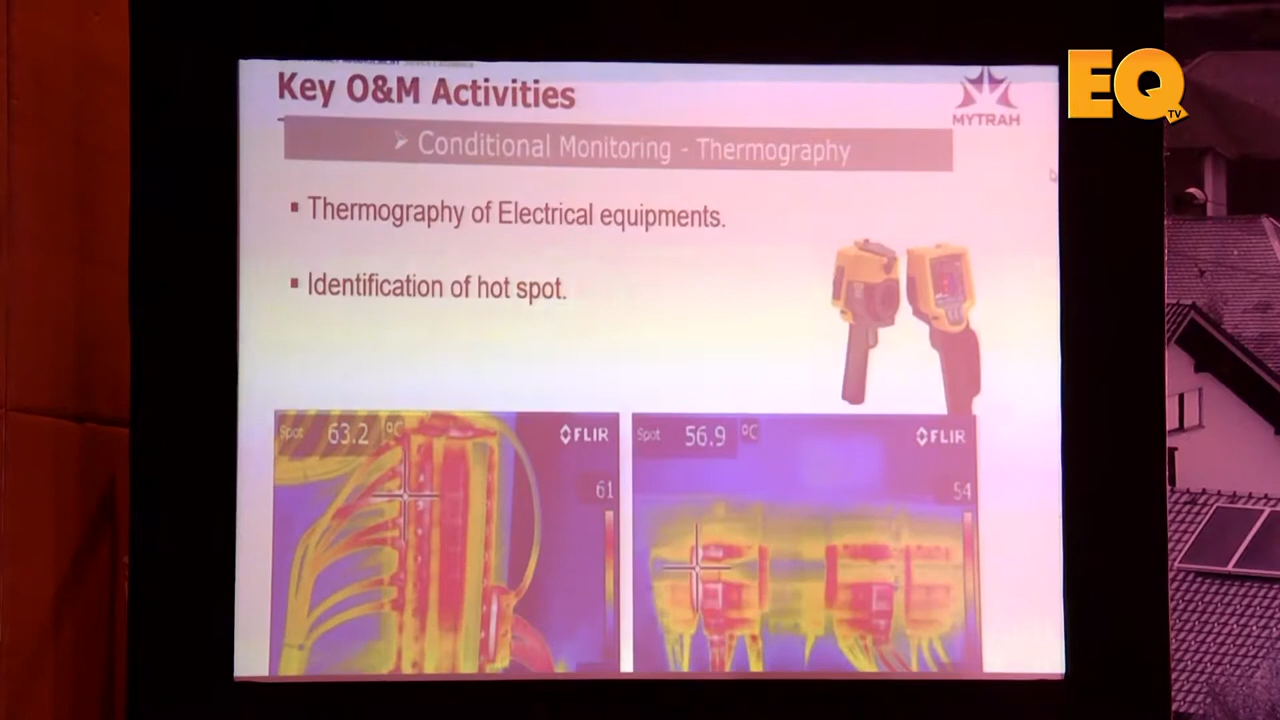 EQ
TV
Key O&M Activities
MYTRAH
➤ Conditional Monitoring - Thermography
▪ Thermography of Electrical equipments.
▪ Identification of hot spot.
Spot 63.2 °C
FLIR
61
Spot 56.9 °C
FLIR
54